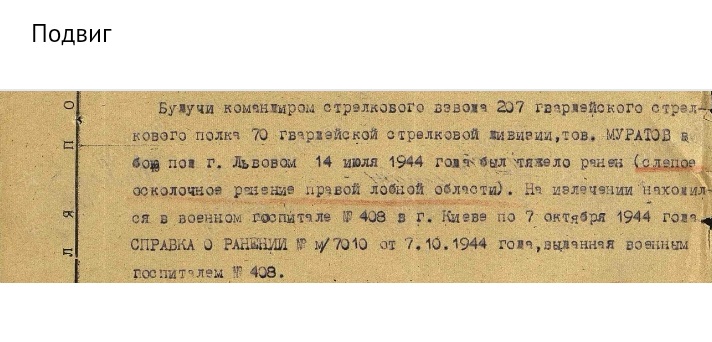 Подвиг
Будучи командиром стрелкового взвода 207 гвардейского стрел-
кового полка 70 гвардейской стрелковой дивизии, тов. МУРАТОВ в
бою под г. Львовом 14 июля 1944 года был тяжело ранен (слепое
осколочное ранение правой лобной области). На излечении находил-
ся в военном госпитале № 408 в г. Киеве по 7 октября 1944 года.
СПРАВКА О РАНЕНИИ № м/7010 от 7.10.1944 года, выданная военным
госпиталем № 408.
Л Я П О